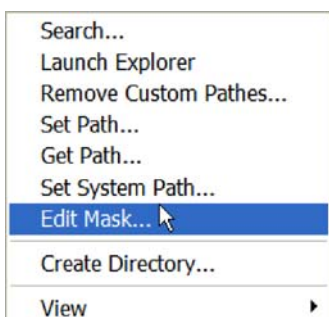 Search...
Launch Explorer
Remove Custom Pathes...
Set Path...
Get Path...
Set System Path...
Edit Mask...
Create Directory...
View